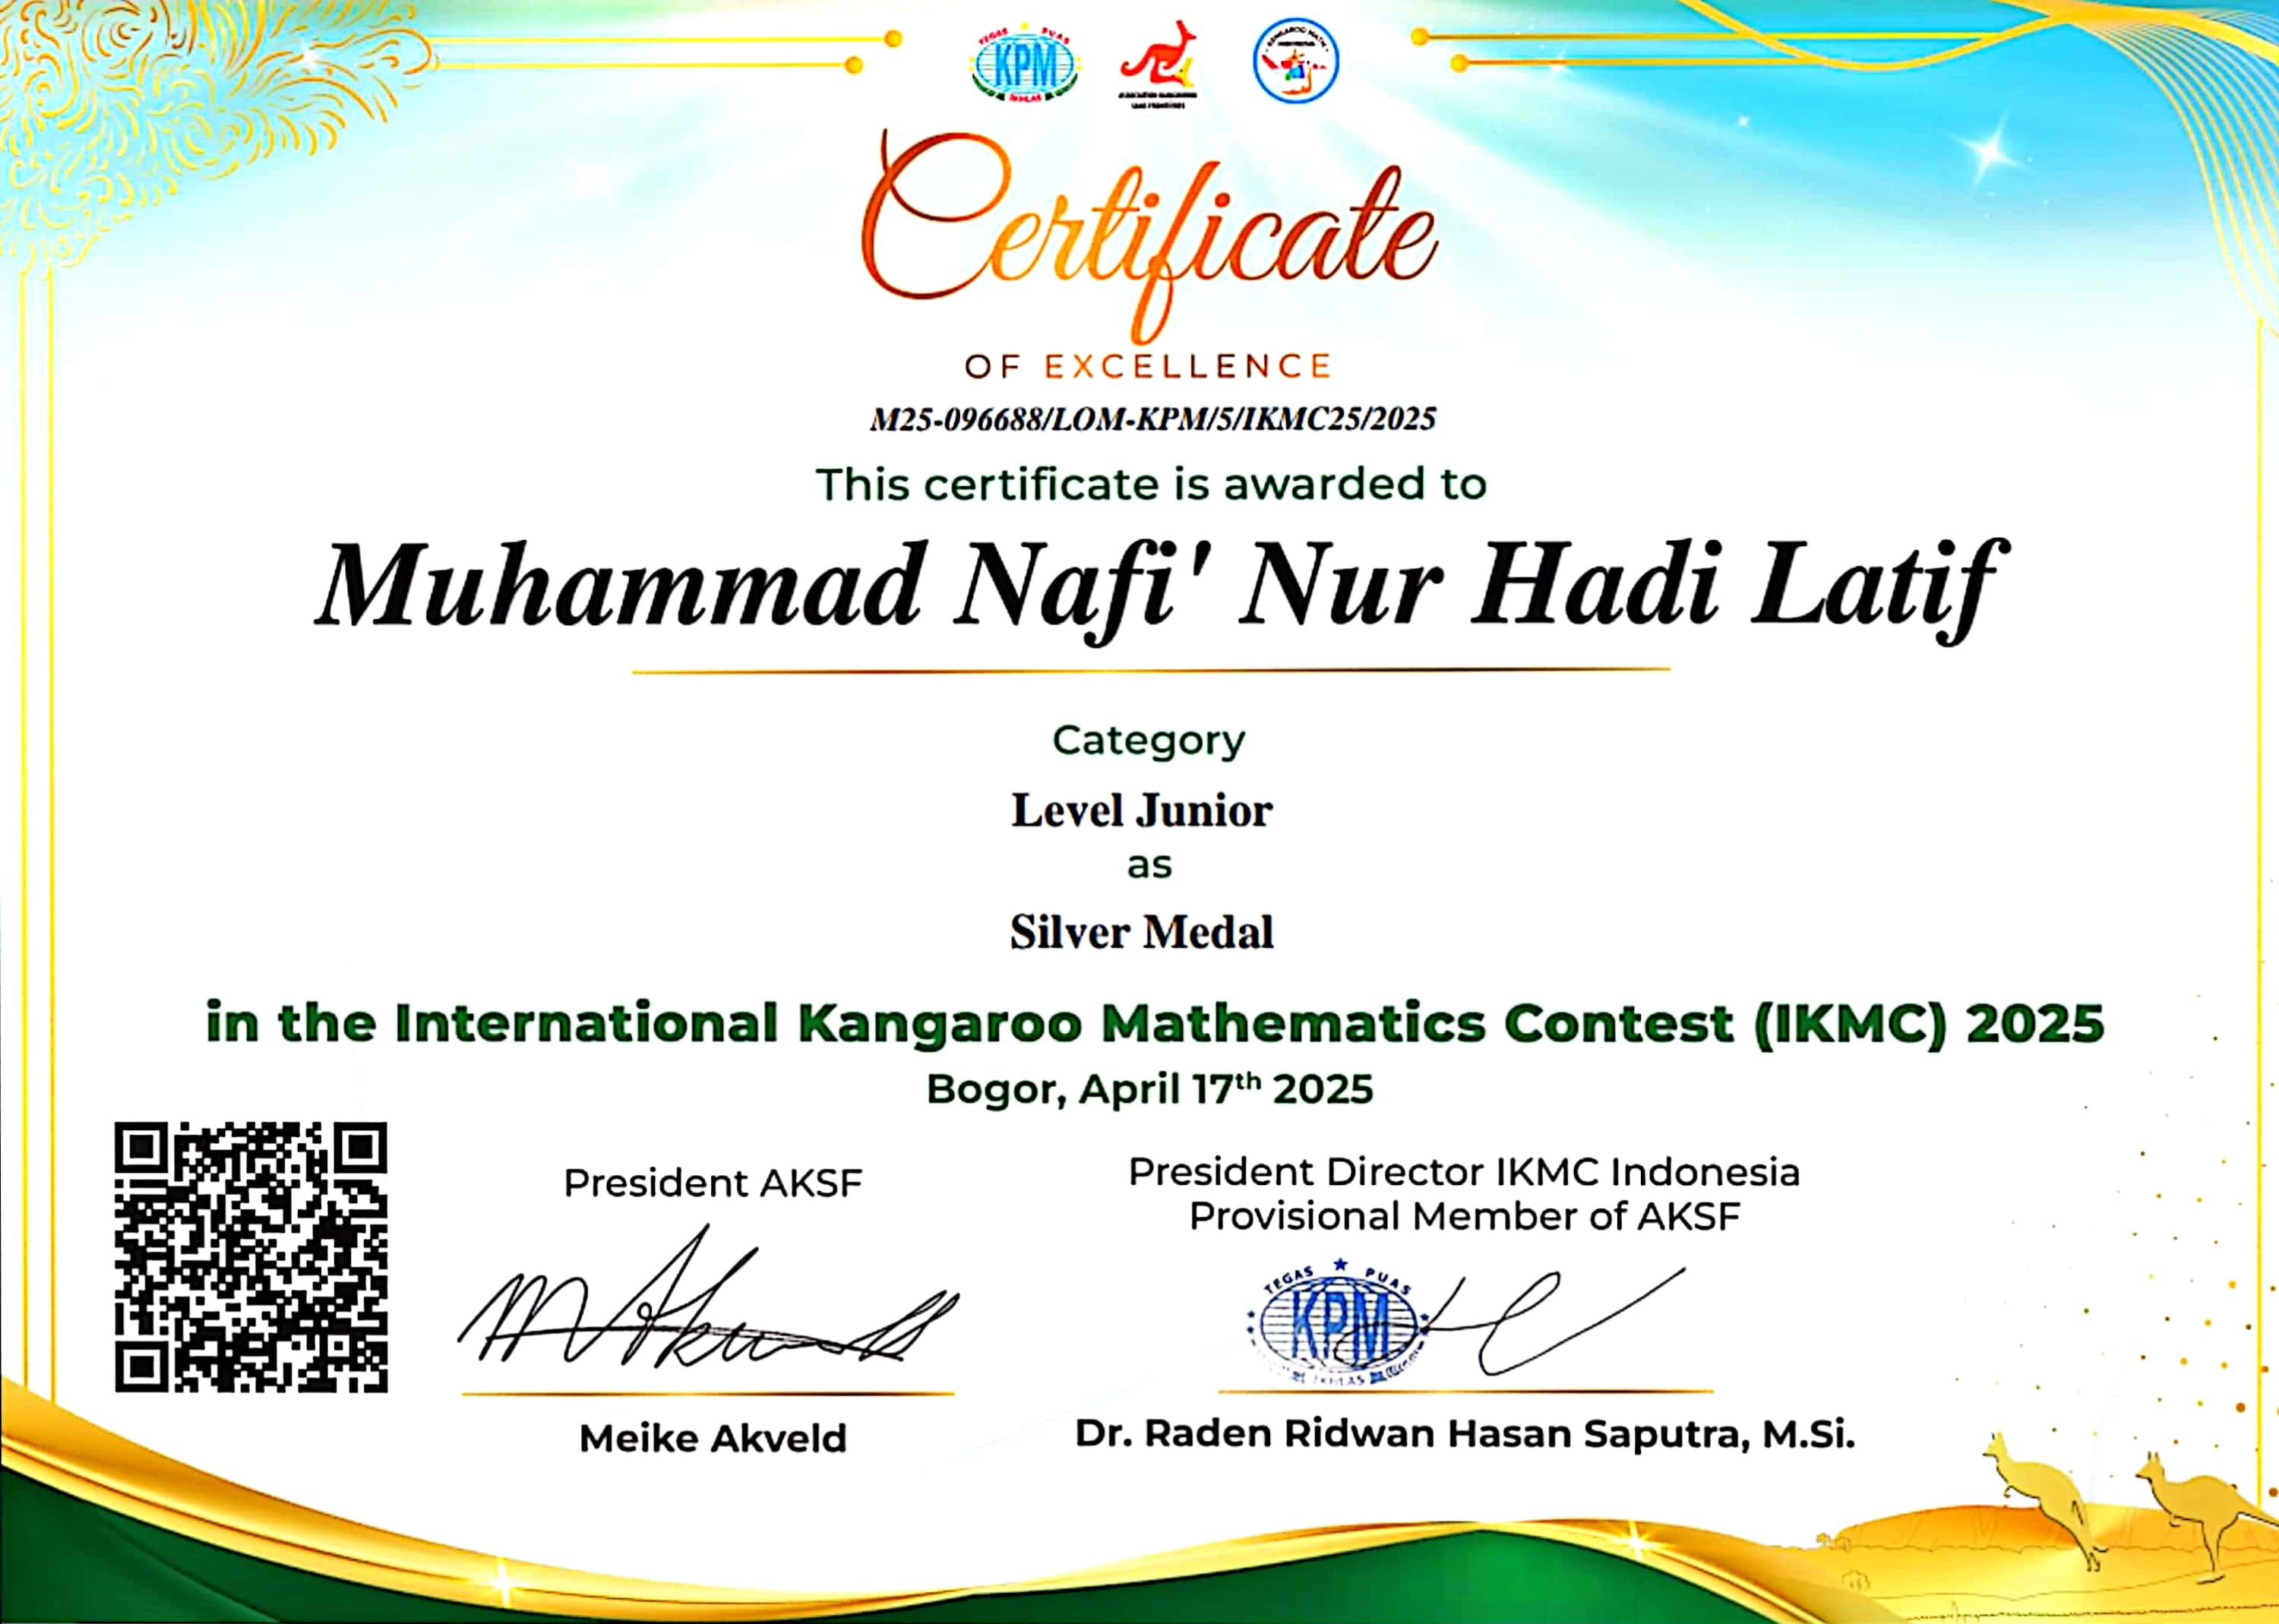 TEGAS PUAS
KPM
IKHLAS
Certificate
OF EXCELLENCE
M25-096688/LOM-KPM/5/IKMC25/2025
This certificate is awarded to
Muhammad Nafi' Nur Hadi Latif
Category
Level Junior
as
Silver Medal
in the International Kangaroo Mathematics Contest (IKMC) 2025
Bogor, April 17th 2025
President AKSF
President Director IKMC Indonesia
Provisional Member of AKSF
TEGAS PUAS
KPM
IKHLAS
Meike Akveld
Dr. Raden Ridwan Hasan Saputra, M.Si.